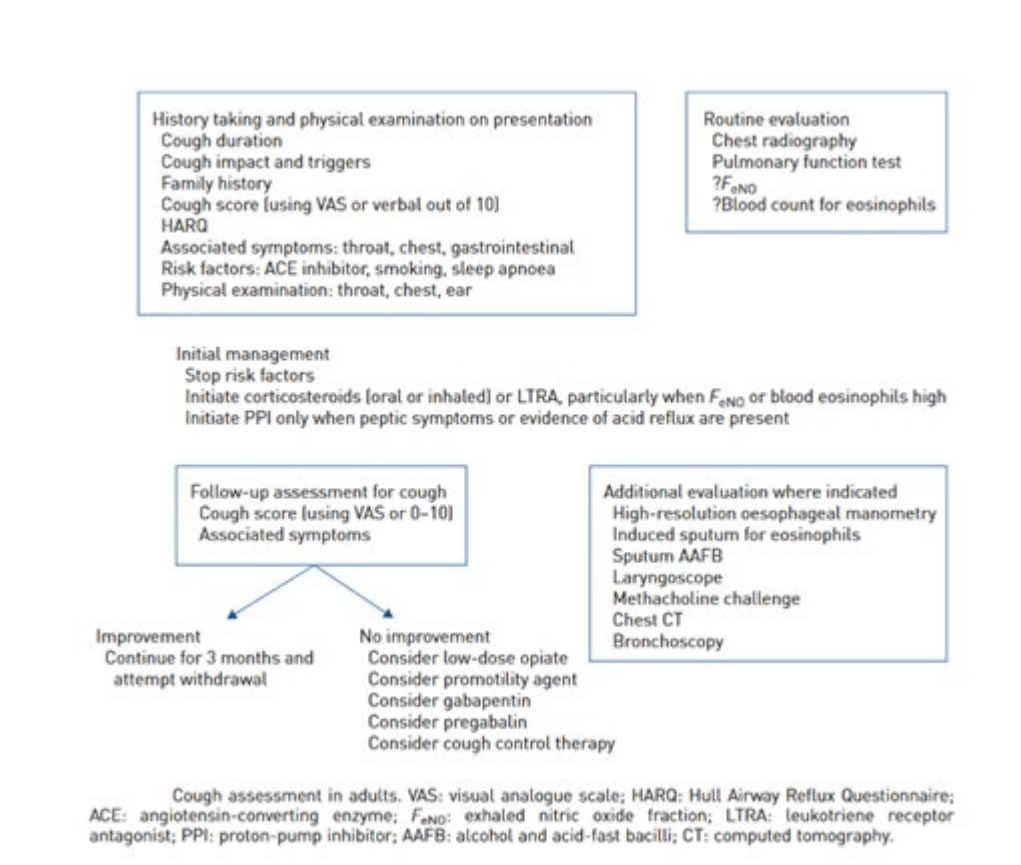 History taking and physical examination on presentation
Cough duration
Cough impact and triggers
Family history
Cough score (using VAS or verbal out of 10)
HARQ
Associated symptoms: throat, chest, gastrointestinal
Risk factors: ACE inhibitor, smoking, sleep apnoea
Physical examination: throat, chest, ear
Routine evaluation
Chest radiography
Pulmonary function test
?FeNO
?Blood count for eosinophils
Initial management
Stop risk factors
Initiate corticosteroids (oral or inhaled) or LTRA, particularly when FeNO or blood eosinophils high
Initiate PPI only when peptic symptoms or evidence of acid reflux are present
Follow-up assessment for cough
Cough score (using VAS or 0–10)
Associated symptoms
Additional evaluation where indicated
High-resolution oesophageal manometry
Induced sputum for eosinophils
Sputum AAFB
Laryngoscope
Methacholine challenge
Chest CT
Bronchoscopy
Improvement
Continue for 3 months and
attempt withdrawal
No improvement
Consider low-dose opiate
Consider promotility agent
Consider gabapentin
Consider pregabalin
Consider cough control therapy
Cough assessment in adults. VAS: visual analogue scale; HARQ: Hull Airway Reflux Questionnaire;
ACE: angiotensin-converting enzyme; FeNO: exhaled nitric oxide fraction; LTRA: leukotriene receptor
antagonist; PPI: proton-pump inhibitor; AAFB: alcohol and acid-fast bacilli; CT: computed tomography.